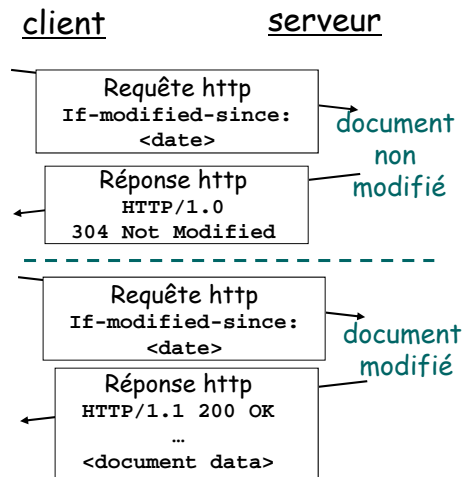 client
serveur
Requête http
If-modified-since:
<date>
document
non
modifié
Réponse http
HTTP/1.0
304 Not Modified
Requête http
If-modified-since:
<date>
document
modifié
Réponse http
HTTP/1.1 200 OK
…
<document data>